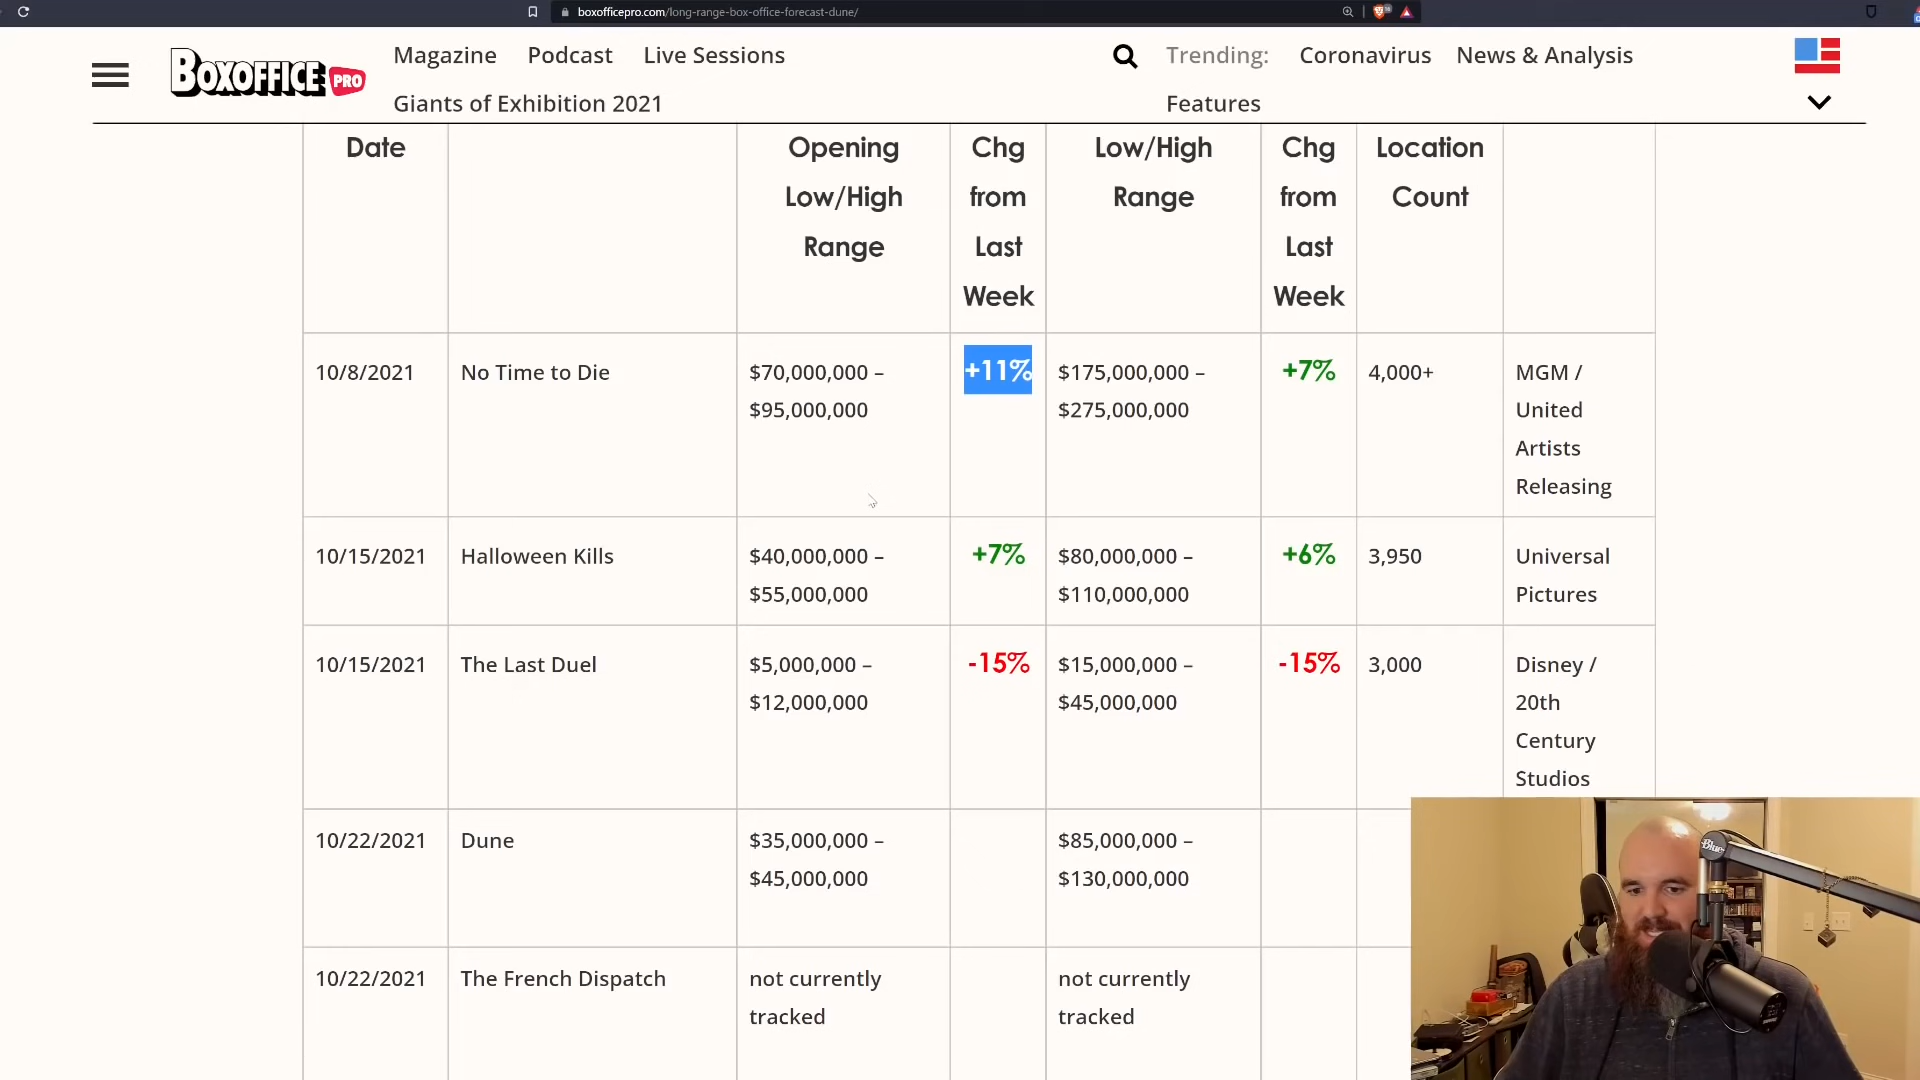 boxofficepro.com/long-range-box-office-forecast-dune/
BOXOFFICE PRO
Magazine Podcast Live Sessions
Giants of Exhibition 2021
Trending: Coronavirus News & Analysis
Features
Date
Opening
Low/High
Range
Chg
from
Last
Week
Low/High
Range
Chg
from
Last
Week
Location
Count
10/8/2021
No Time to Die
$70,000,000 –
$95,000,000
+11%
$175,000,000 –
$275,000,000
+7%
4,000+
MGM /
United
Artists
Releasing
10/15/2021
Halloween Kills
$40,000,000 –
$55,000,000
+7%
$80,000,000 –
$110,000,000
+6%
3,950
Universal
Pictures
10/15/2021
The Last Duel
$5,000,000 –
$12,000,000
-15%
$15,000,000 –
$45,000,000
-15%
3,000
Disney /
20th
Century
Studios
10/22/2021
Dune
$35,000,000 –
$45,000,000
$85,000,000 –
$130,000,000
10/22/2021
The French Dispatch
not currently
tracked
not currently
tracked
Blue